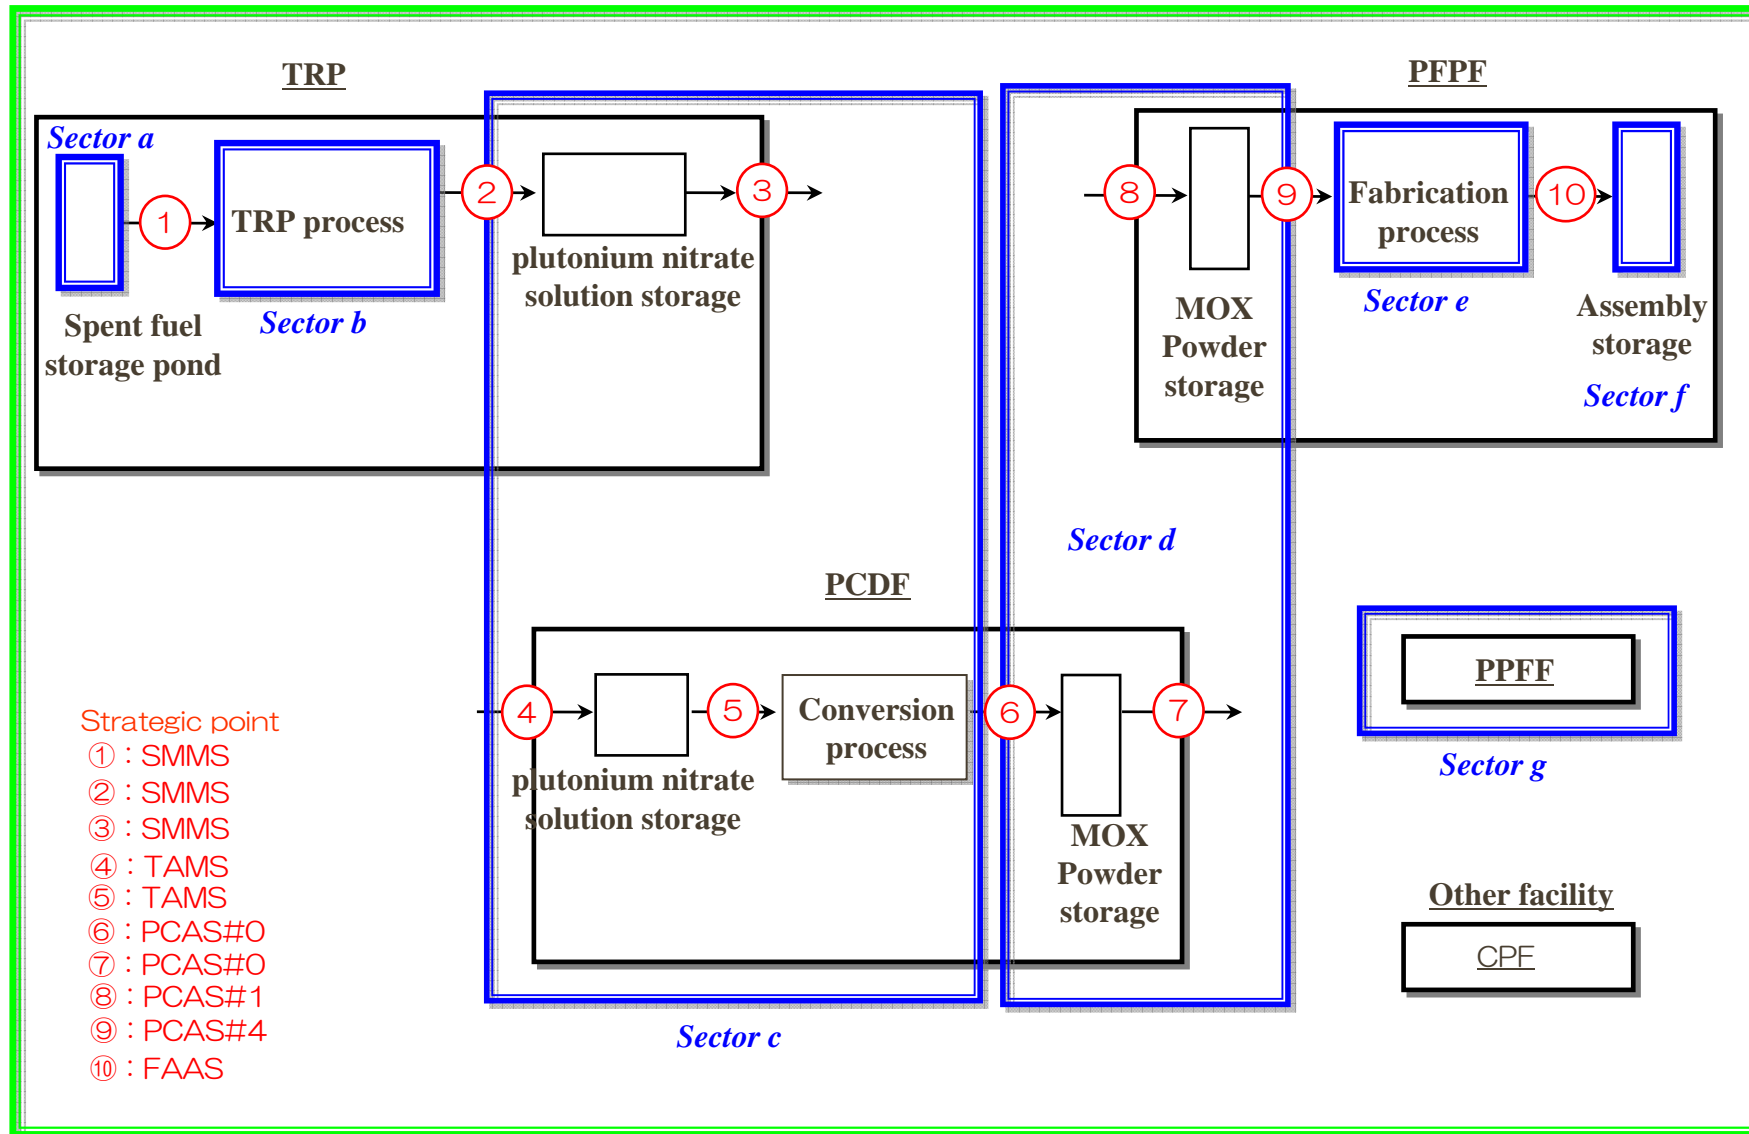 TRP
PFPF
Sector a
1
TRP process
2
3
plutonium nitrate
solution storage
Sector b
Spent fuel
storage pond
8
9
Fabrication
process
10
MOX
Powder
storage
Sector e
Assembly
storage
Sector f
Sector d
PCDF
4
5
Conversion
process
6
7
plutonium nitrate
solution storage
MOX
Powder
storage
PPFF
Sector g
Other facility
CPF
Sector c
Strategic point
①：SMMS
②：SMMS
③：SMMS
④：TAMS
⑤：TAMS
⑥：PCAS#0
⑦：PCAS#0
⑧：PCAS#1
⑨：PCAS#4
⑩：FAAS